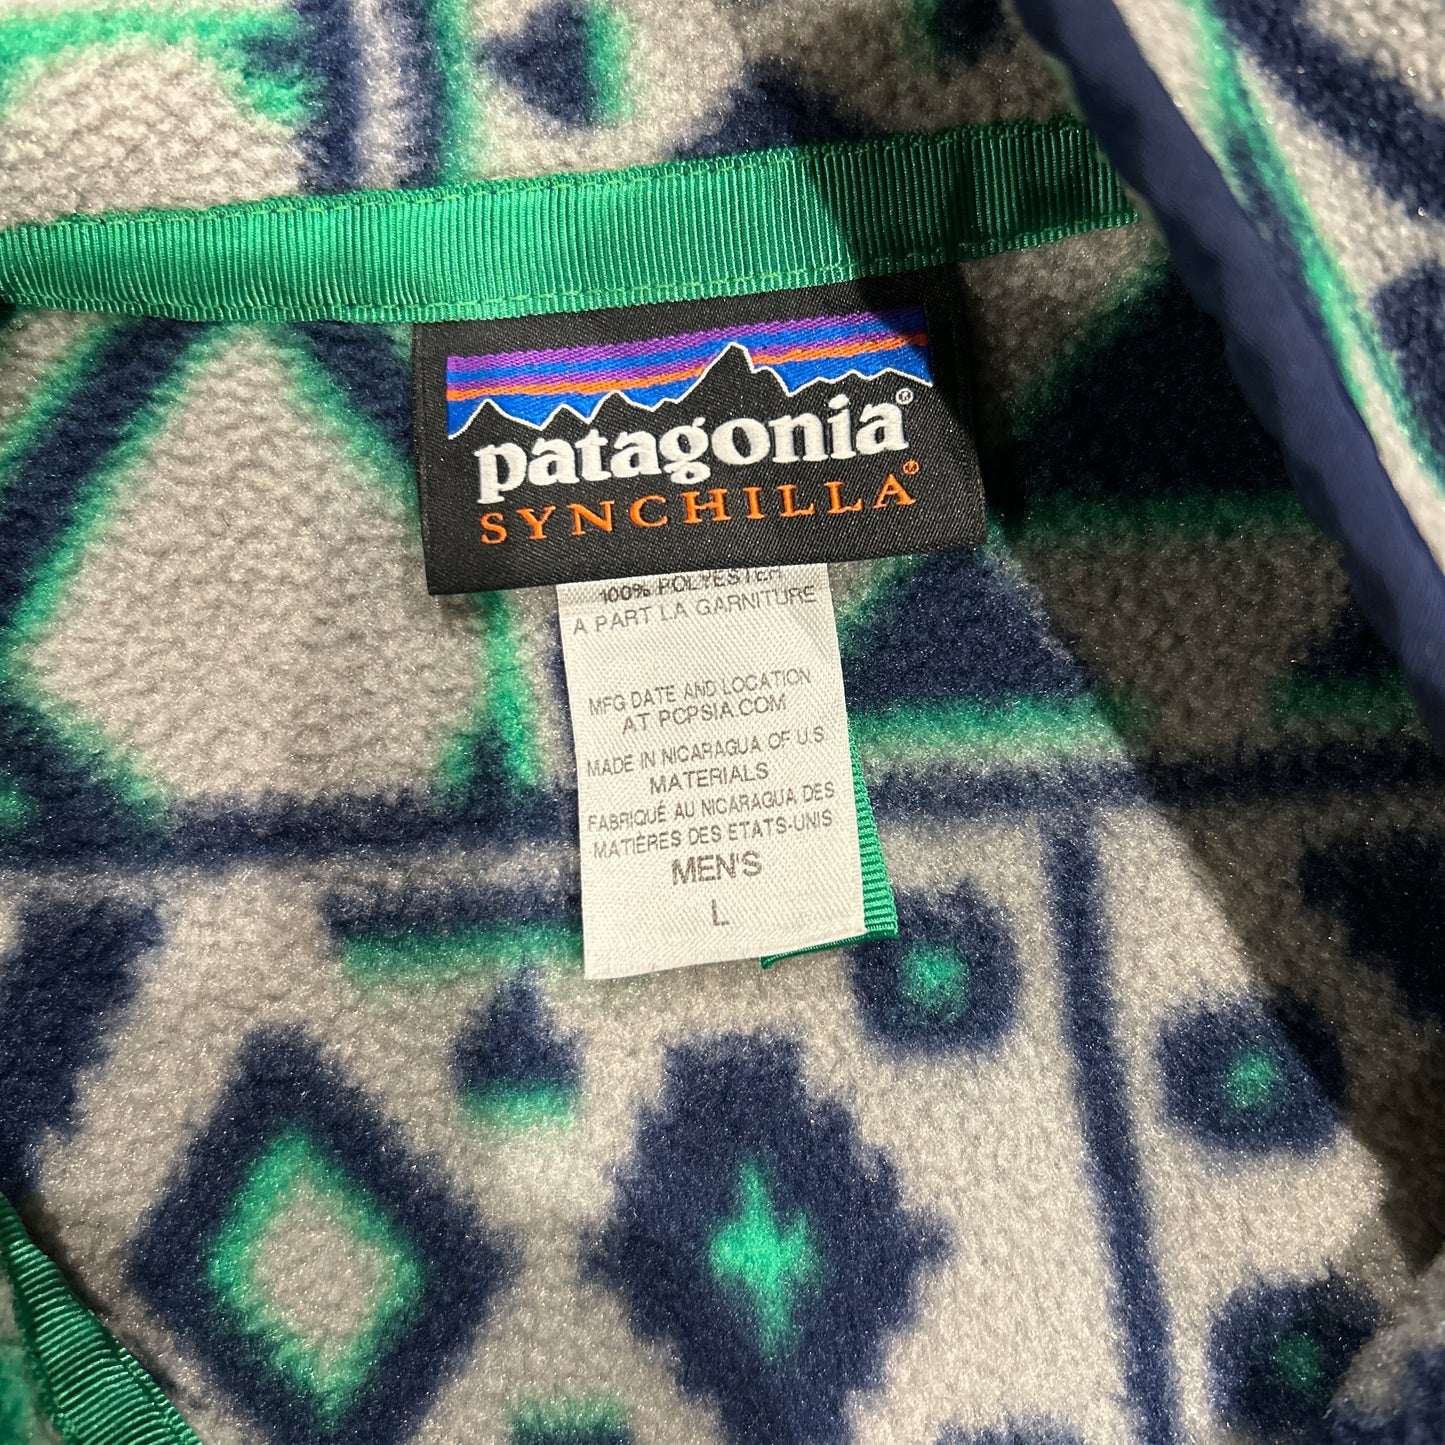 patagonia®
SYNCHILLA®
100% POLYESTER
A PART LA GARNITURE
MFG DATE AND LOCATION
AT PCPSIA.COM
MADE IN NICARAGUA OF U.S.
MATERIALS
FABRIQUÉ AU NICARAGUA DES
MATIÈRES DES ETATS-UNIS
MEN'S
L